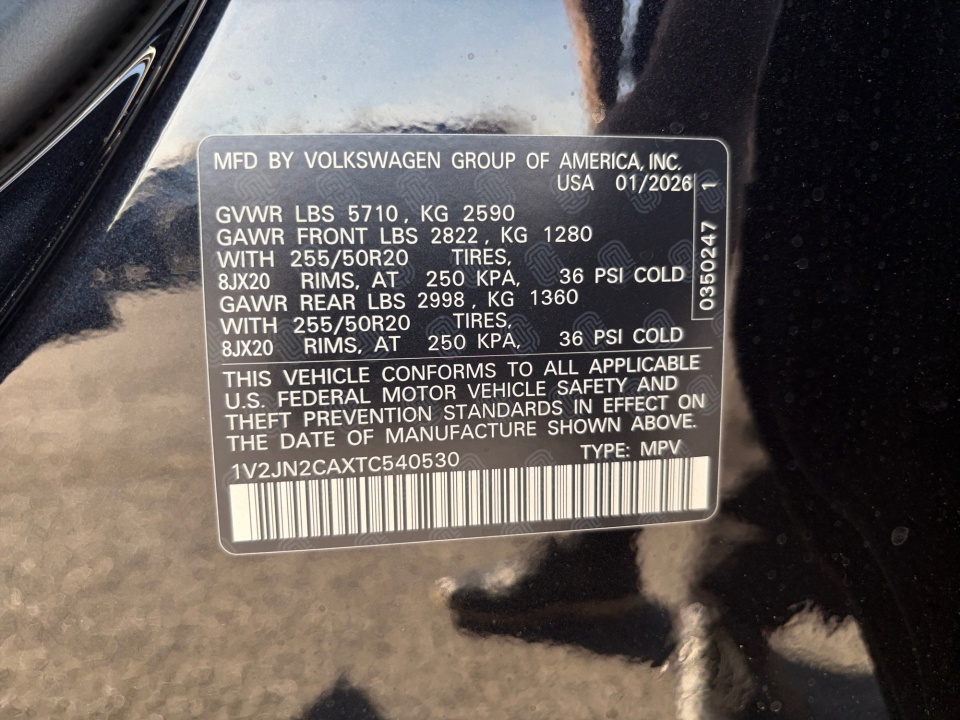 MFD BY VOLKSWAGEN GROUP OF AMERICA, INC.
USA 01/2026
GVWR LBS 5710, KG 2590
GAWR FRONT LBS 2822, KG 1280
WITH 255/50R20 TIRES,
8JX20 RIMS, AT 250 KPA, 36 PSI COLD
GAWR REAR LBS 2998, KG 1360
WITH 255/50R20 TIRES,
8JX20 RIMS, AT 250 KPA, 36 PSI COLD
0350247 1
THIS VEHICLE CONFORMS TO ALL APPLICABLE
U.S. FEDERAL MOTOR VEHICLE SAFETY AND
THEFT PREVENTION STANDARDS IN EFFECT ON
THE DATE OF MANUFACTURE SHOWN ABOVE.
1V2JN2CAXTC540530 TYPE: MPV